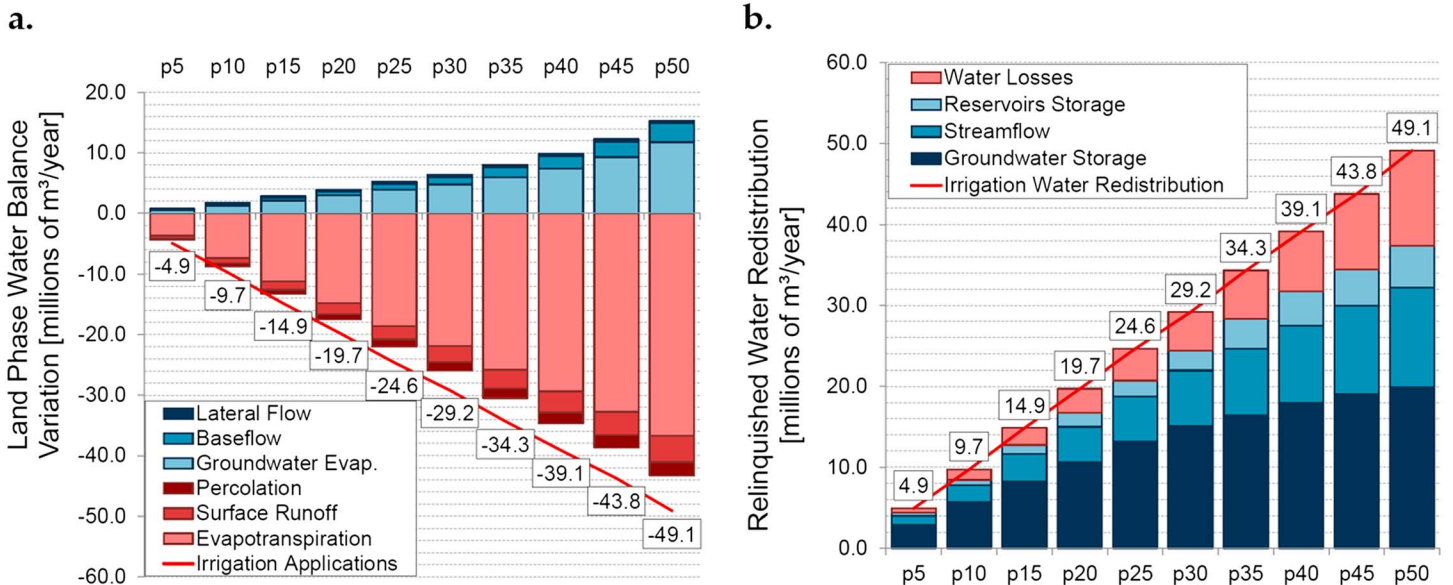 a.
p5 p10 p15 p20 p25 p30 p35 p40 p45 p50
Land Phase Water Balance
Variation [millions of m³/year]
20.0
10.0
0.0
-10.0
-20.0
-30.0
-40.0
-50.0
-60.0
-4.9
-9.7
-14.9
-19.7
-24.6
-29.2
-34.3
-39.1
-43.8
-49.1
Lateral Flow
Baseflow
Groundwater Evap.
Percolation
Surface Runoff
Evapotranspiration
Irrigation Applications
b.
Relinquished Water Redistribution
[millions of m³/year]
60.0
50.0
40.0
30.0
20.0
10.0
0.0
Water Losses
Reservoirs Storage
Streamflow
Groundwater Storage
Irrigation Water Redistribution
4.9
9.7
14.9
19.7
24.6
29.2
34.3
39.1
43.8
49.1
p5 p10 p15 p20 p25 p30 p35 p40 p45 p50